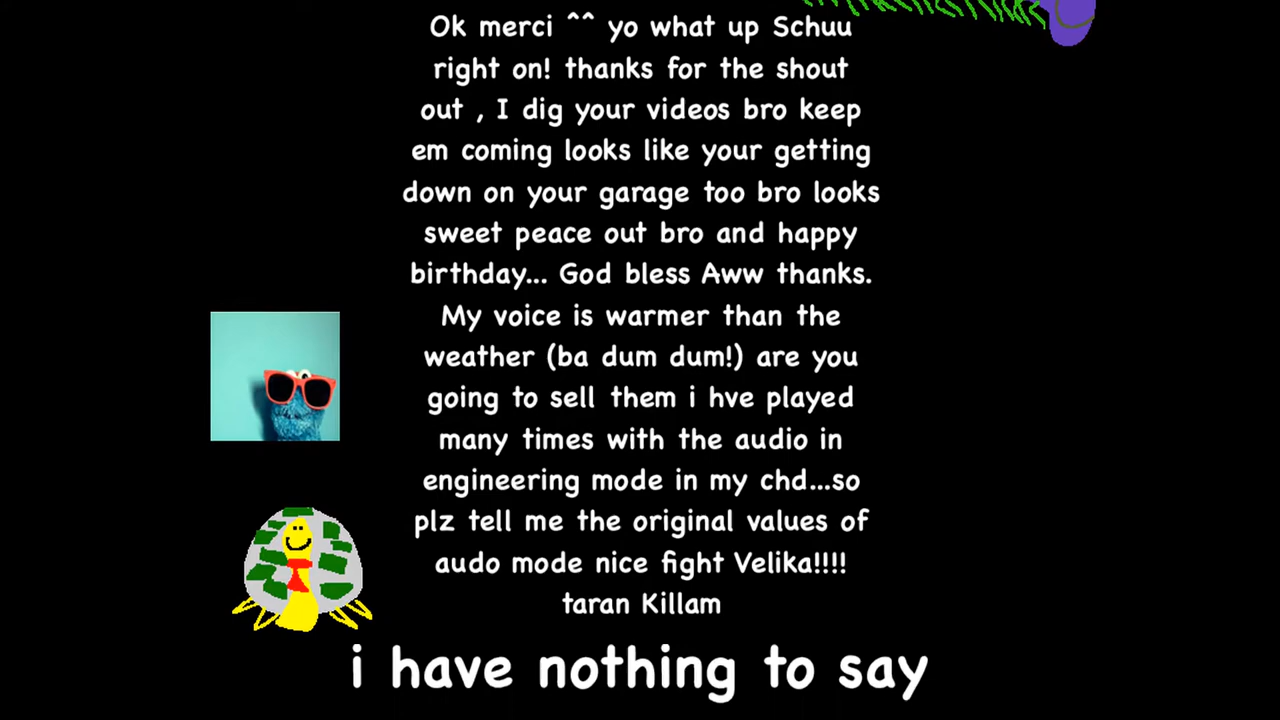 Ok merci ^^ yo what up Schuu
right on! thanks for the shout
out , I dig your videos bro keep
em coming looks like your getting
down on your garage too bro looks
sweet peace out bro and happy
birthday... God bless Aww thanks.
My voice is warmer than the
weather (ba dum dum!) are you
going to sell them i hve played
many times with the audio in
engineering mode in my chd...so
plz tell me the original values of
audo mode nice fight Velika!!!!
taran Killam
i have nothing to say